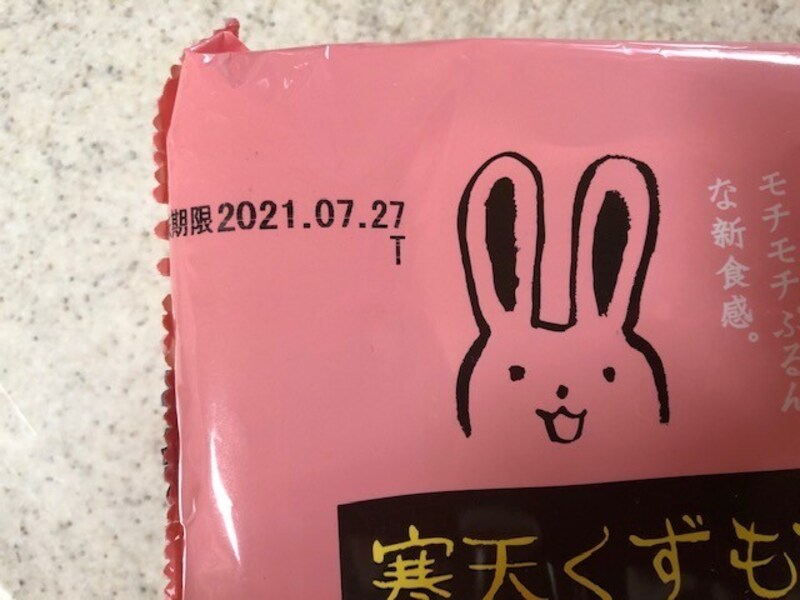 期限2021.07.27
T
モチモチぷるん
な新食感。
寒天くずも